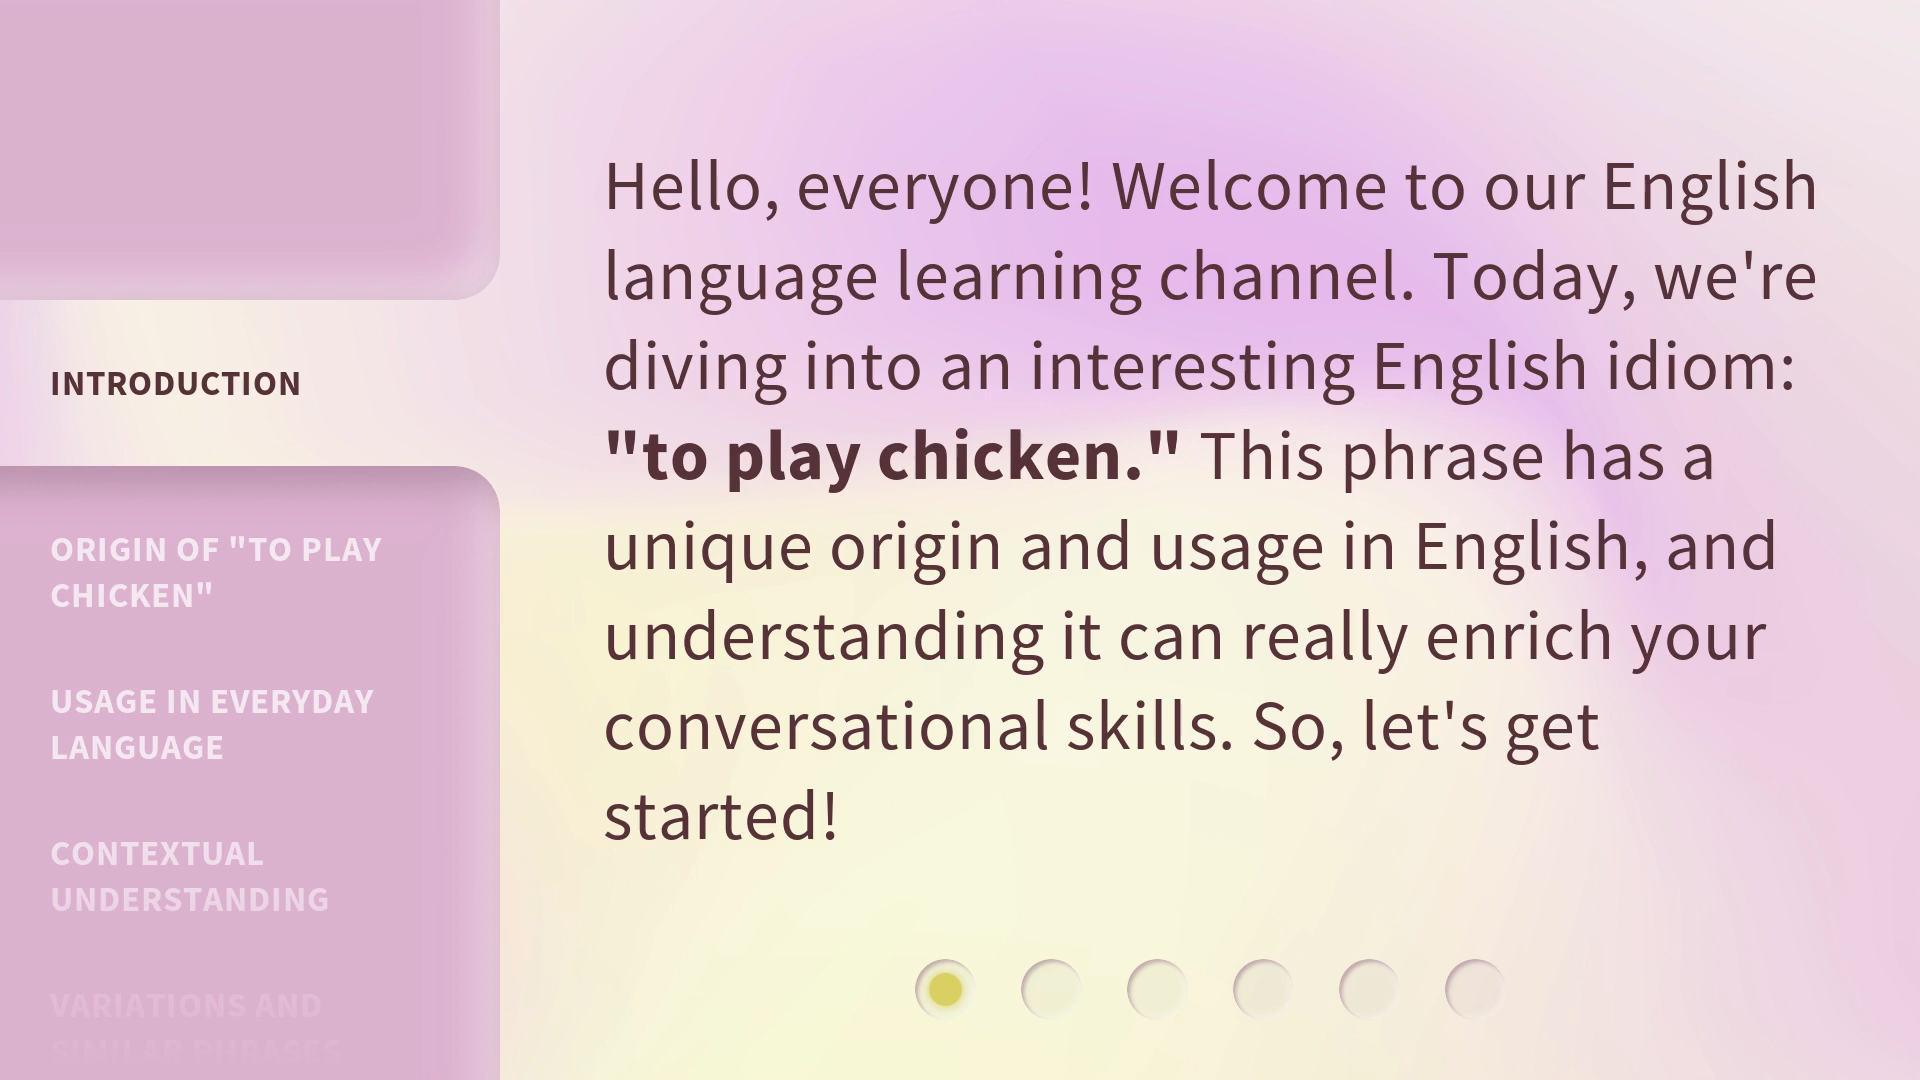 INTRODUCTION
ORIGIN OF "TO PLAY
CHICKEN"
USAGE IN EVERYDAY
LANGUAGE
CONTEXTUAL
UNDERSTANDING
VARIATIONS AND
SIMILAR PHRASES
Hello, everyone! Welcome to our English
language learning channel. Today, we're
diving into an interesting English idiom:
"to play chicken." This phrase has a
unique origin and usage in English, and
understanding it can really enrich your
conversational skills. So, let's get
started!